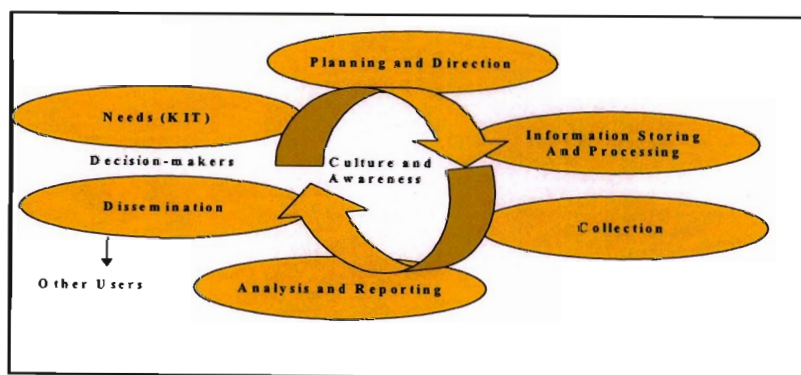 Planning and Direction
Needs (KIT)
Information Storing
And Processing
Decision-makers
Culture and
Awareness
Dissemination
Collection
Other Users
Analysis and Reporting